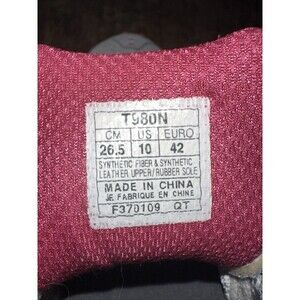 T980N
CM US EURO
26.5 10 42
SYNTHETIC FIBER & SYNTHETIC
LEATHER UPPER/RUBBER SOLE
MADE IN CHINA
JE FABRIQUE EN CHINE
F370109 QT